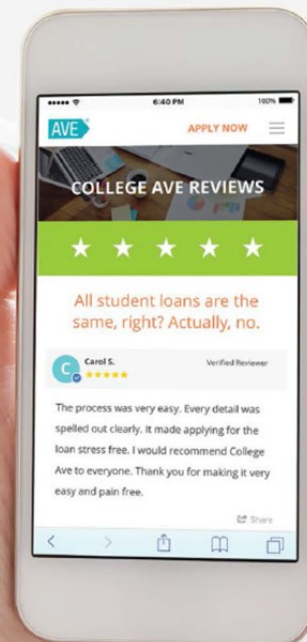 6:40 PM
100%
AVE
APPLY NOW
COLLEGE AVE REVIEWS
All student loans are the
same, right? Actually, no.
C
Carol S.
Verified Reviewer
The process was very easy. Every detail was
spelled out clearly. It made applying for the
loan stress free. I would recommend College
Ave to everyone. Thank you for making it very
easy and pain free.
Share